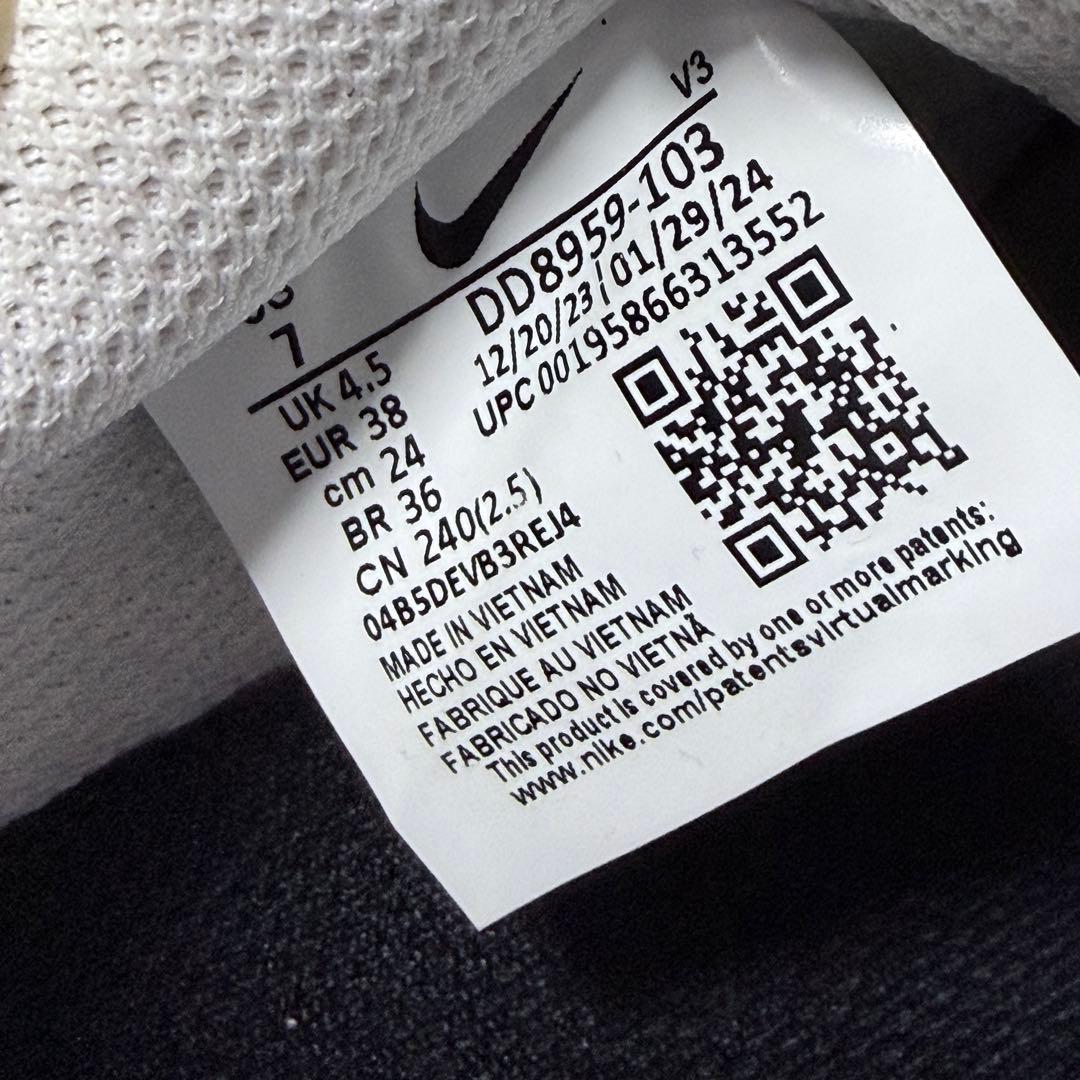 V3
7
DD8959-103
12/20/23/01/29/24
UPC 00195866313552
UK 4.5
EUR 38
cm 24
BR 36
CN 240(2.5)
04B5DEVB3REJ4
MADE IN VIETNAM
HECHO EN VIETNAM
FABRIQUE AU VIETNAM
FABRICADO NO VIETNÃ
This product is covered by one or more patents:
www.nike.com/patentsvirtualmarking